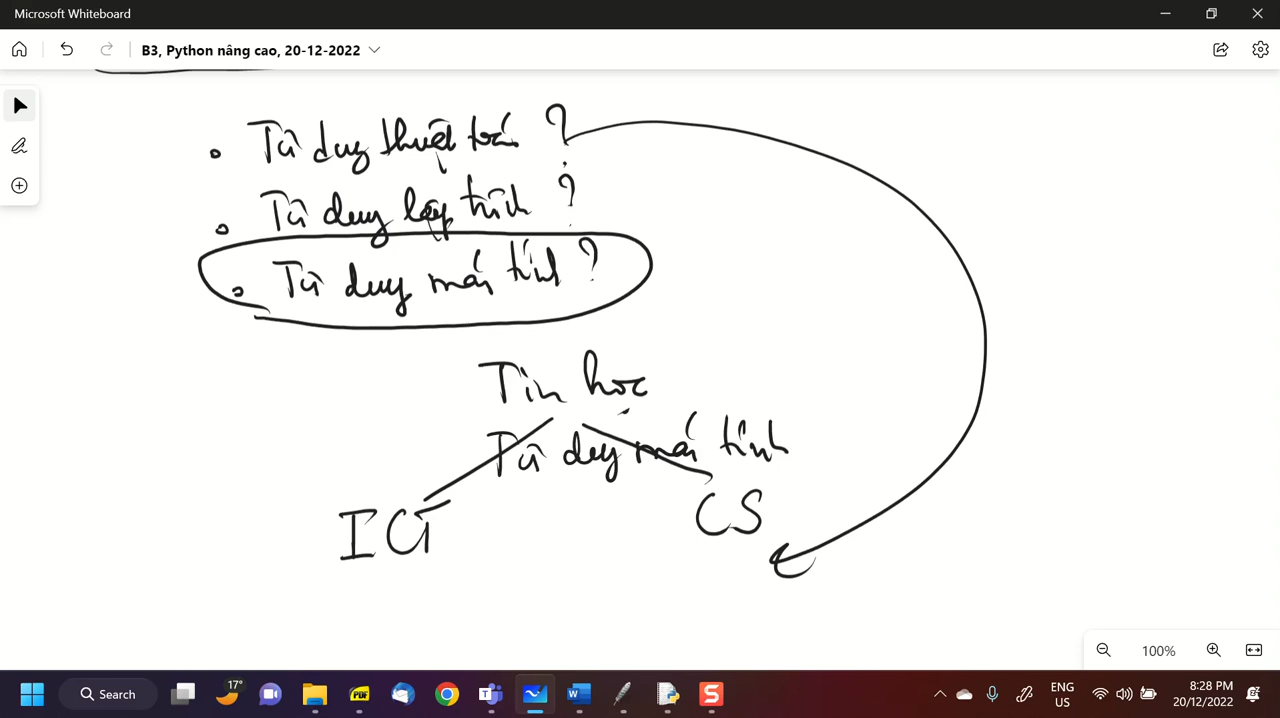 Microsoft Whiteboard
B3, Python nâng cao, 20-12-2022
Tư duy thuật toán ?
Tư duy lập trình ?
Tư duy máy tính ?
Tin học
Tư duy máy tính
ICT
CS
100%
Search
17°
PDF
W
S
ENG
US
8:28 PM
20/12/2022